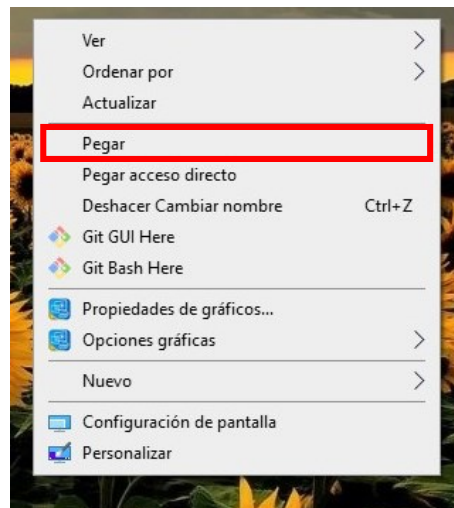 Ver
Ordenar por
Actualizar
Pegar
Pegar acceso directo
Deshacer Cambiar nombre Ctrl+Z
Git GUI Here
Git Bash Here
Propiedades de gráficos...
Opciones gráficas
Nuevo
Configuración de pantalla
Personalizar